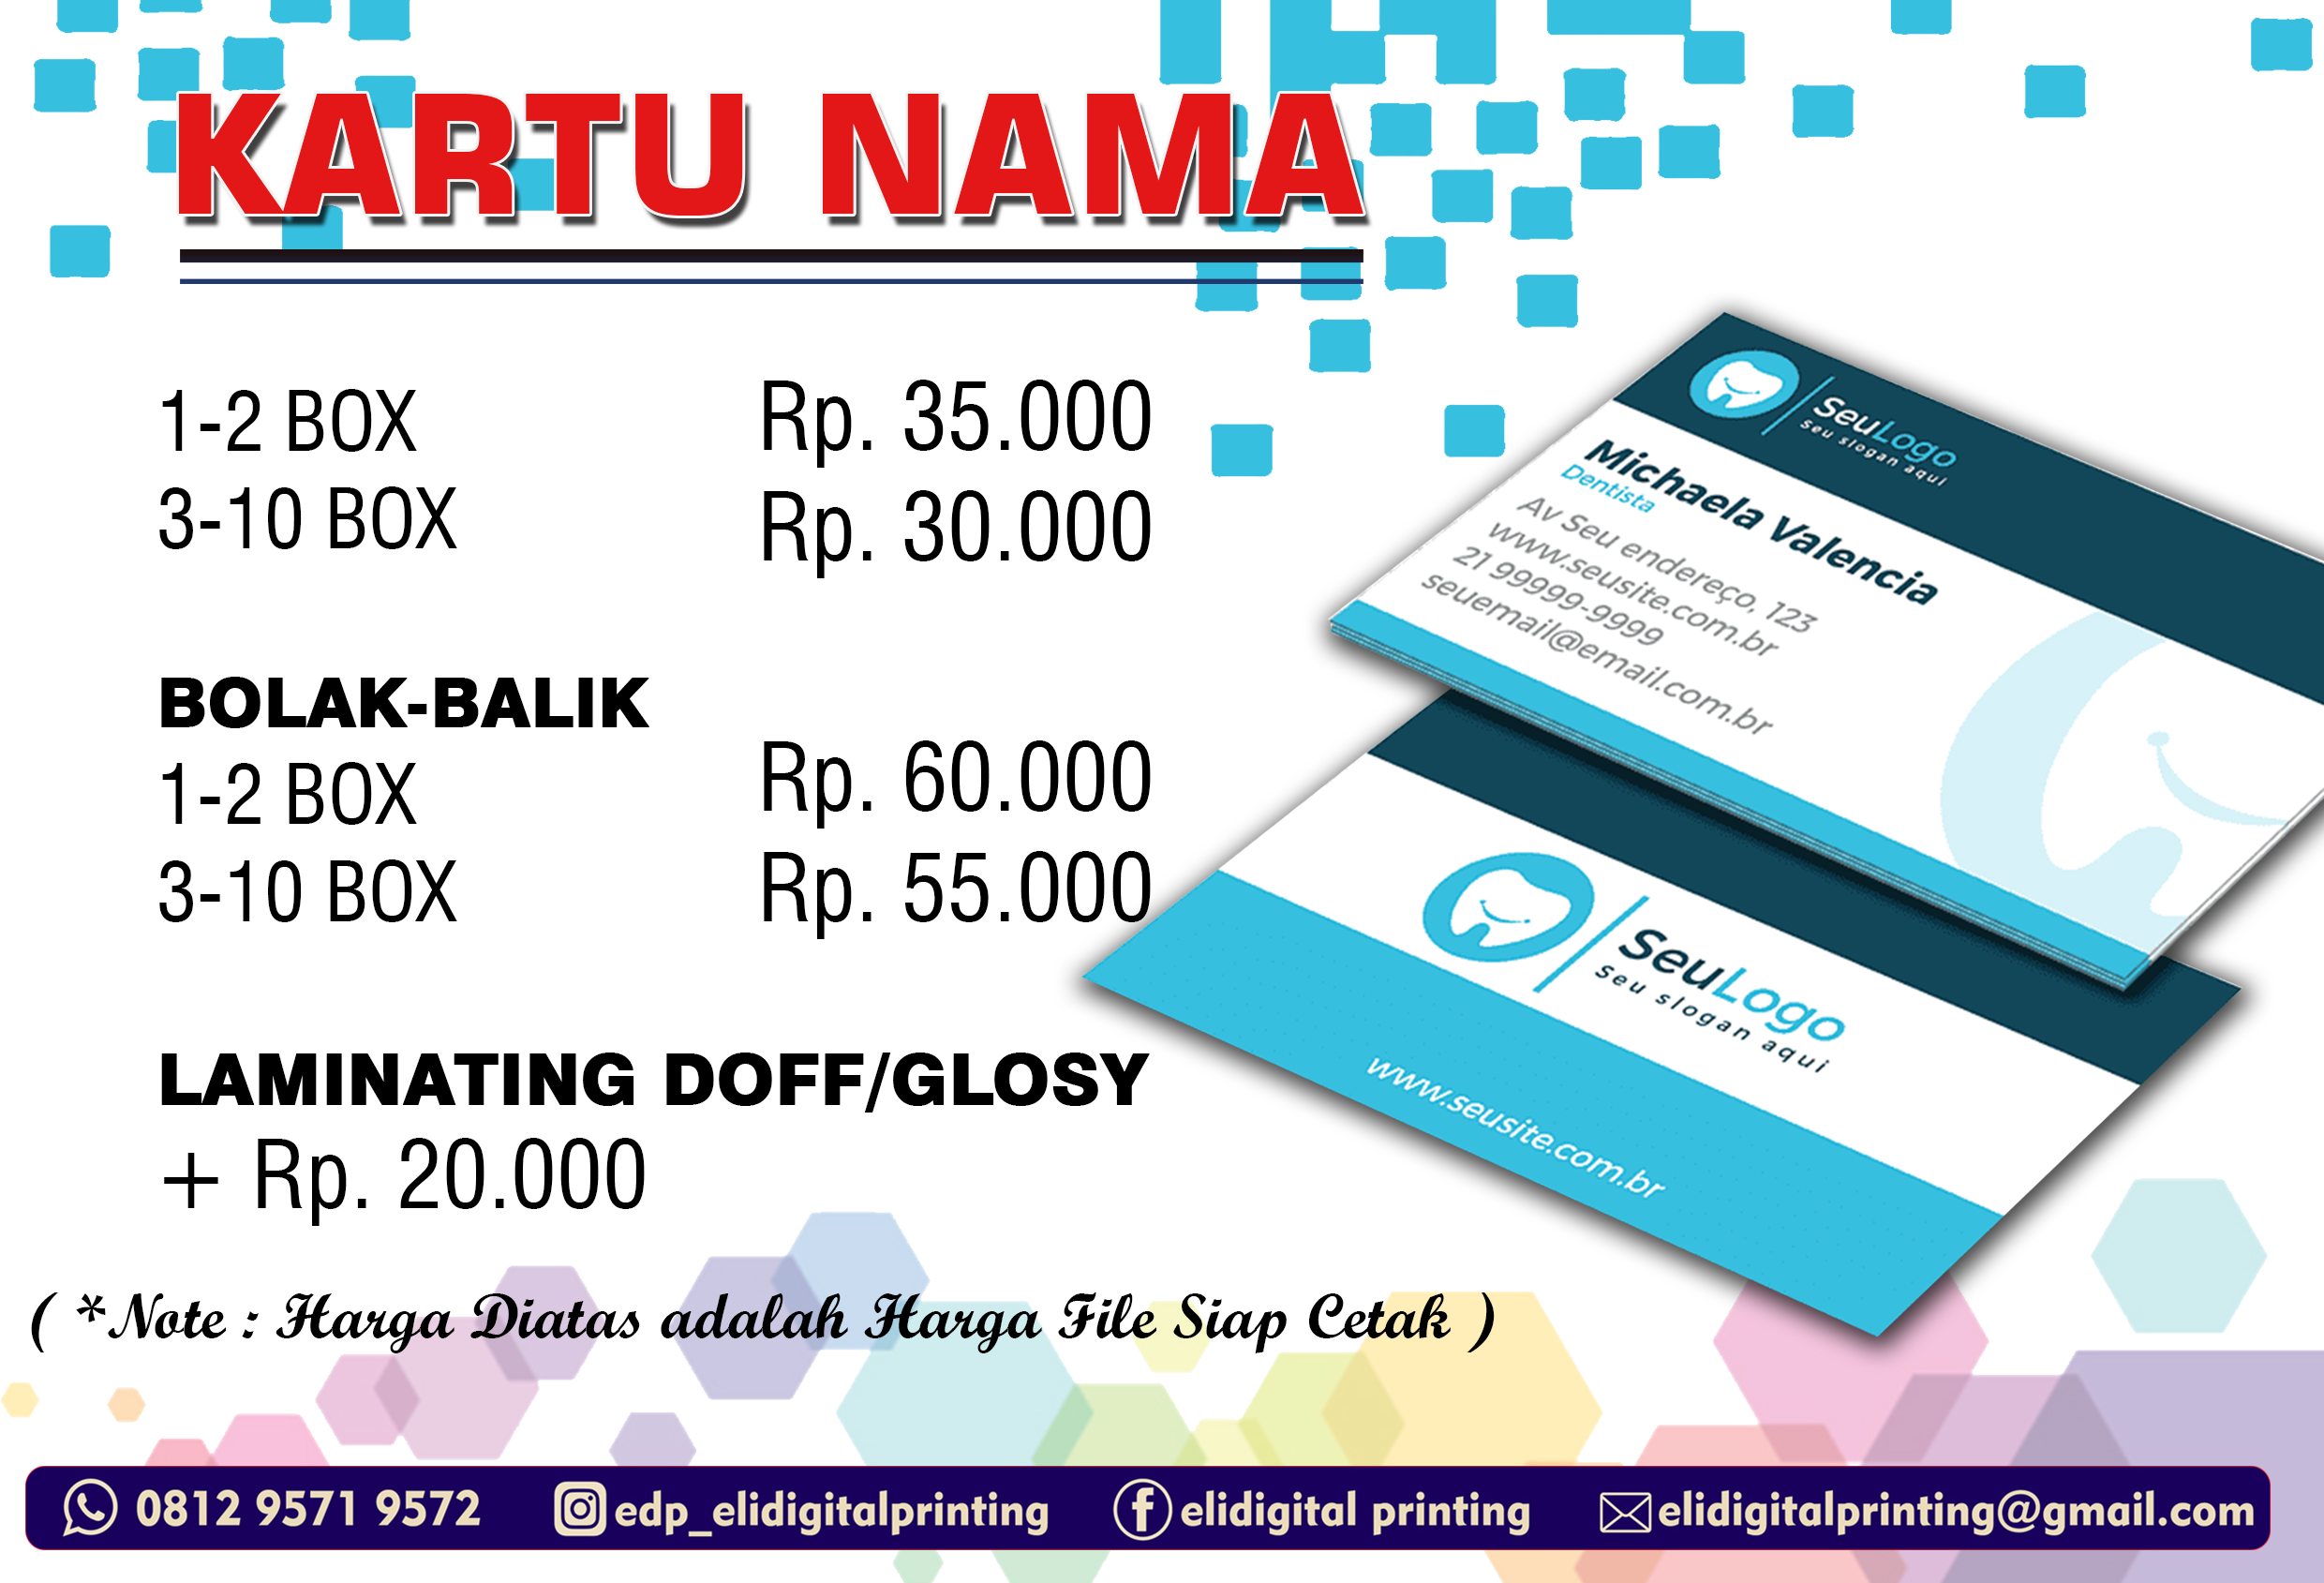 KARTU NAMA
1-2 BOX Rp. 35.000
3-10 BOX Rp. 30.000
BOLAK-BALIK
1-2 BOX Rp. 60.000
3-10 BOX Rp. 55.000
LAMINATING DOFF/GLOSY
+ Rp. 20.000
( *Note : Harga Diatas adalah Harga File Siap Cetak )
SeuLogo
Seu slogan aqui
Michaela Valencia
Dentista
Av Seu endereço, 123
www.seusite.com.br
21 99999-9999
seuemail@email.com.br
SeuLogo
Seu slogan aqui
www.seusite.com.br
0812 9571 9572 edp_elidigitalprinting elidigital printing elidigitalprinting@gmail.com